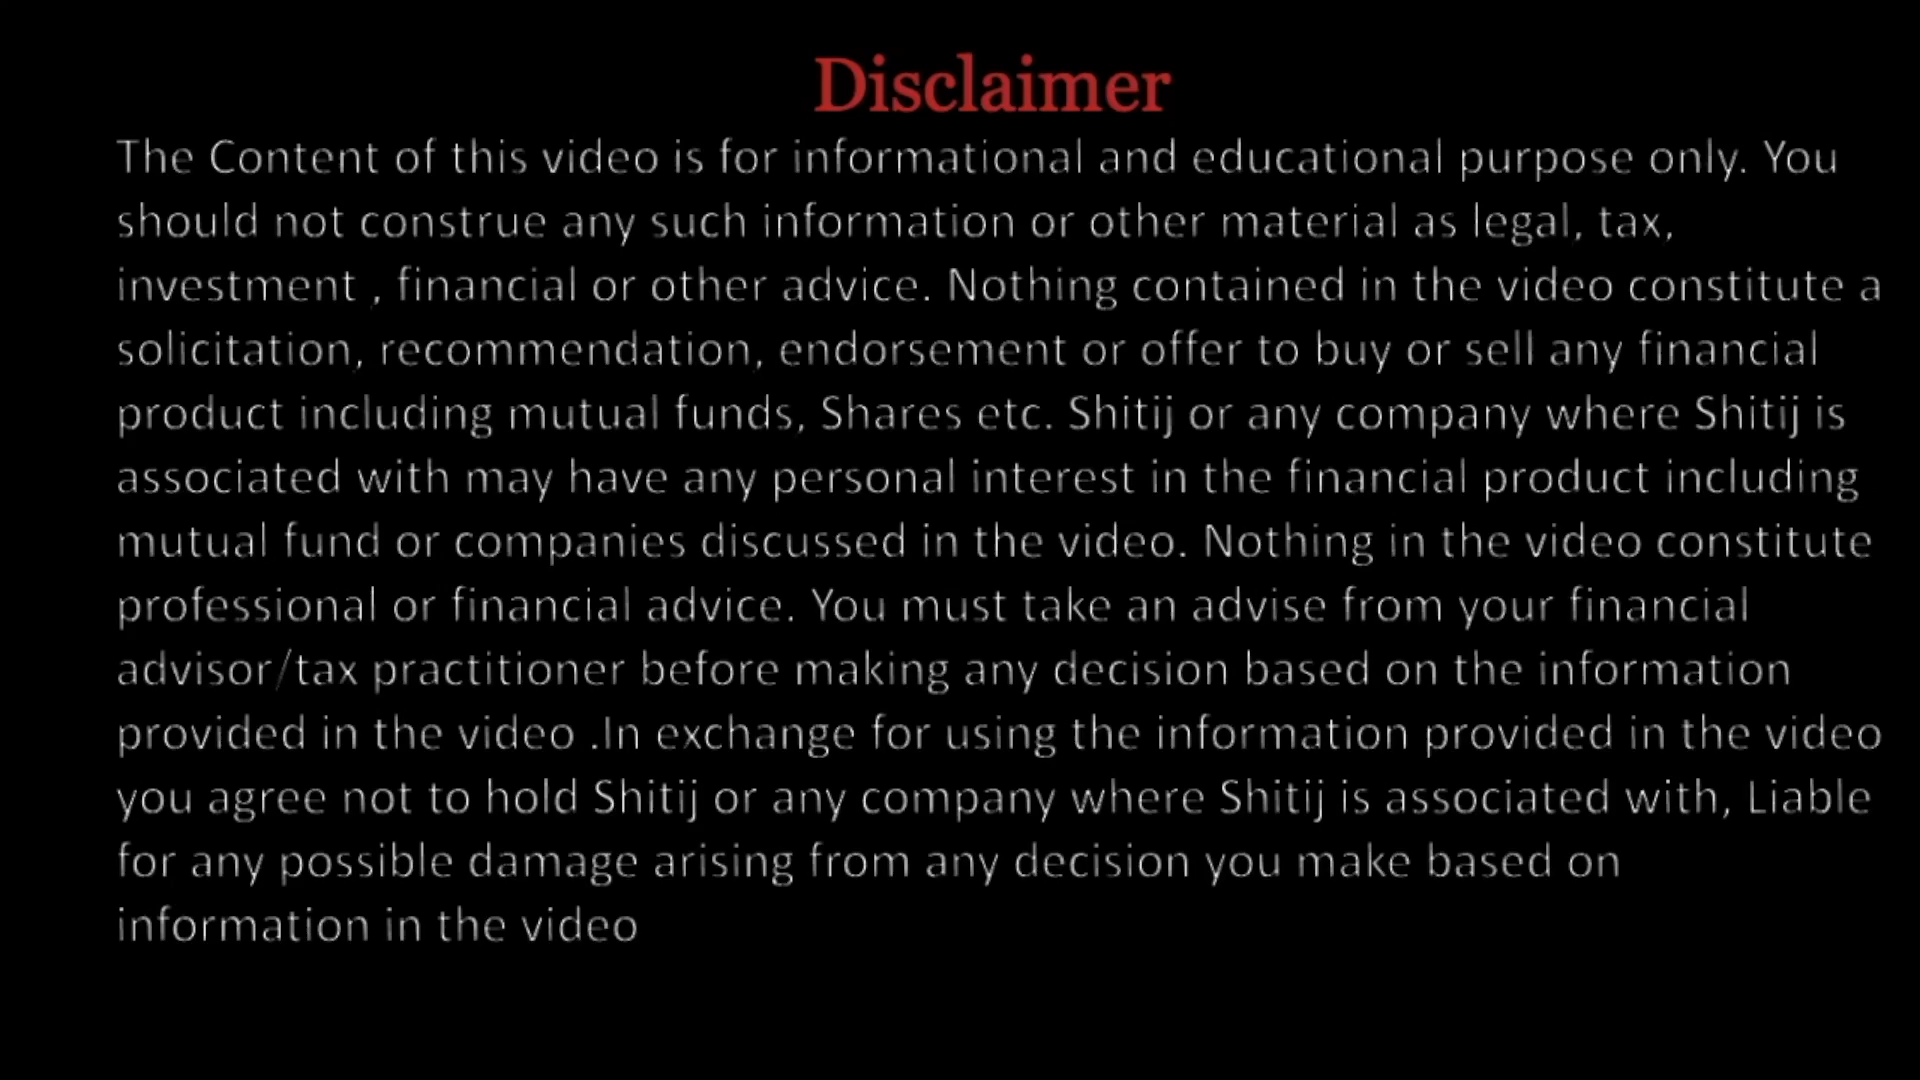 Disclaimer
The Content of this video is for informational and educational purpose only. You
should not construe any such information or other material as legal, tax,
investment , financial or other advice. Nothing contained in the video constitute a
solicitation, recommendation, endorsement or offer to buy or sell any financial
product including mutual funds, Shares etc. Shitij or any company where Shitij is
associated with may have any personal interest in the financial product including
mutual fund or companies discussed in the video. Nothing in the video constitute
professional or financial advice. You must take an advise from your financial
advisor/tax practitioner before making any decision based on the information
provided in the video .In exchange for using the information provided in the video
you agree not to hold Shitij or any company where Shitij is associated with, Liable
for any possible damage arising from any decision you make based on
information in the video